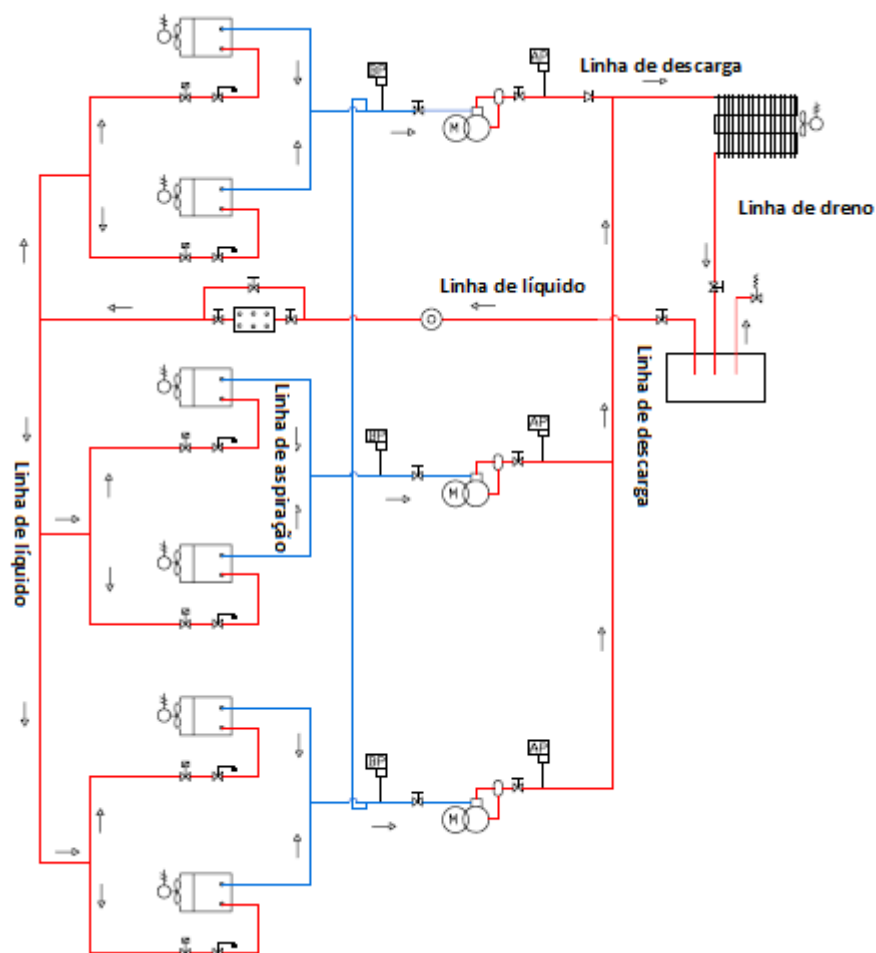 BP
AP
Linha de descarga
M
Linha de dreno
Linha de líquido
Linha de aspiração
Linha de descarga
BP
AP
M
Linha de líquido
BP
AP
M